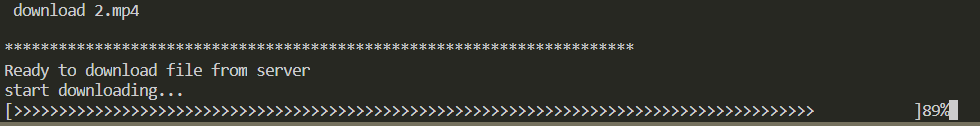 download 2.mp4
**********************************************************************
Ready to download file from server
start downloading...
[>>>>>>>>>>>>>>>>>>>>>>>>>>>>>>>>>>>>>>>>>>>>>>>>>>>>>>>>>>>>>>>>>>>>>>>>>>>>>>>>>>>>>>>>>           ]89%